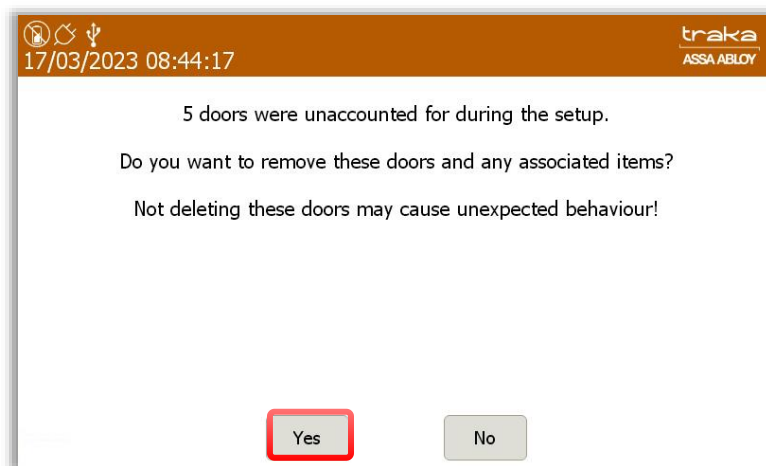 17/03/2023 08:44:17
traka
ASSA ABLOY
5 doors were unaccounted for during the setup.
Do you want to remove these doors and any associated items?
Not deleting these doors may cause unexpected behaviour!
Yes
No